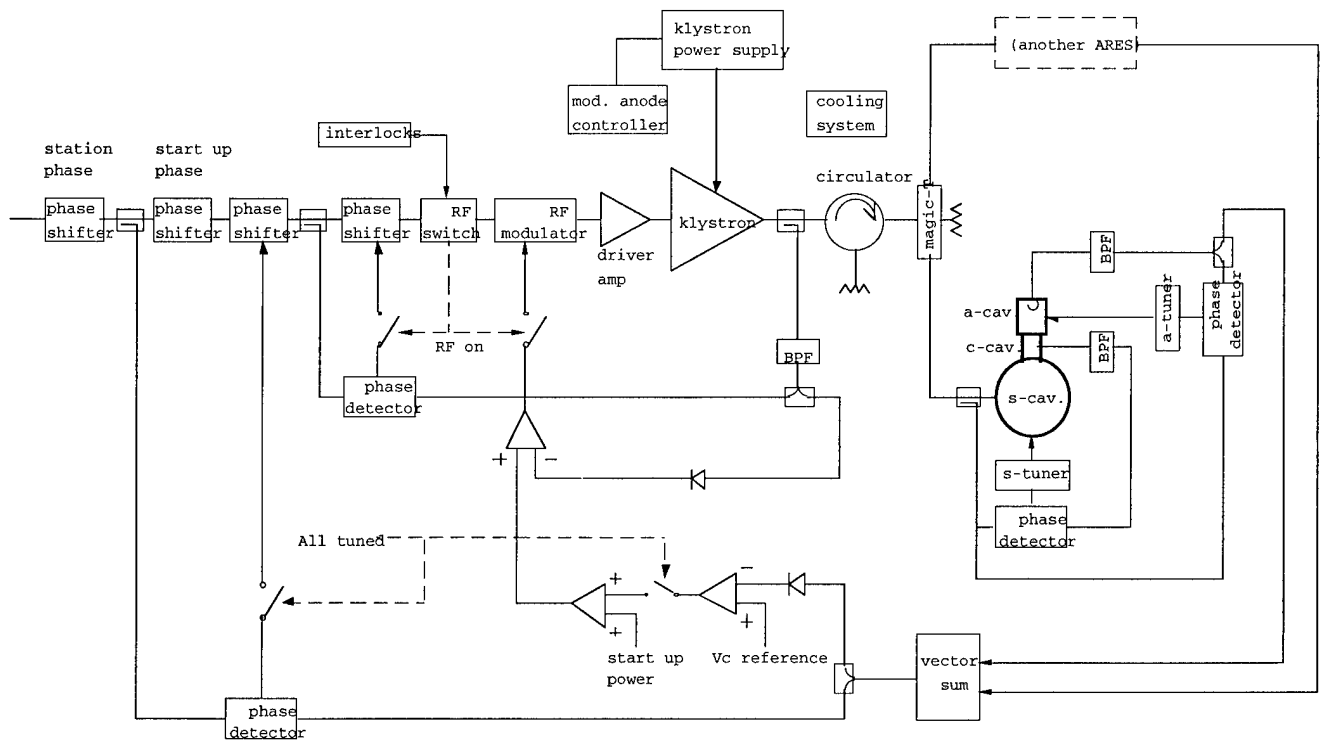 klystron
power supply
(another ARES)
mod. anode
controller
cooling
system
interlocks
station
phase
start up
phase
circulator
phase
shifter
phase
shifter
phase
shifter
phase
shifter
RF
switch
RF
modulator
klystron
magic-T
driver
amp
BPF
a-cav
a-tuner
phase
detector
c-cav.
BPF
RF on
BPF
phase
detector
s-cav.
+
−
s-tuner
phase
detector
All tuned
+
−
+
+
start up
power
Vc reference
vector
sum
phase
detector